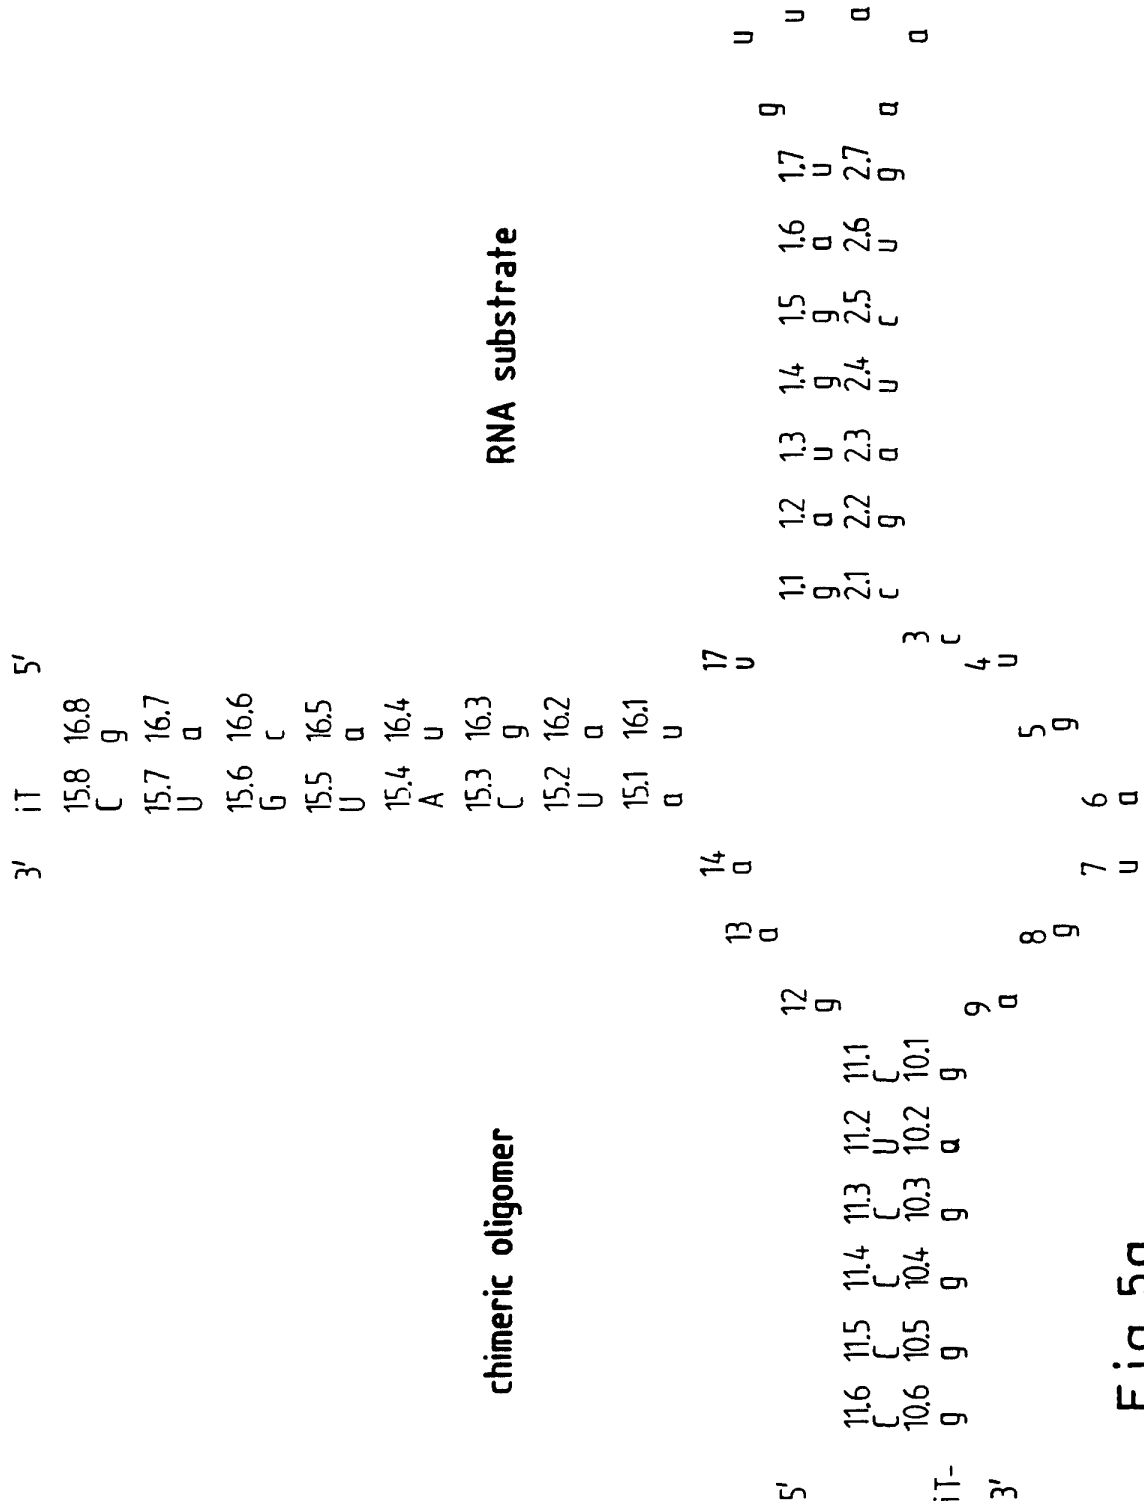 3' iT 5'
15.8 16.8
C g
15.7 16.7
U a
15.6 16.6
G c
15.5 16.5
U a
15.4 16.4
A u
chimeric oligomer RNA substrate
15.3 16.3
C g
15.2 16.2
U a
15.1 16.1
a u
14 17
a u u
13
a g
5' 12 1.1 1.2 1.3 1.4 1.5 1.6 1.7 u
g g a u g g a u
11.6 11.5 11.4 11.3 11.2 11.1 2.1 2.2 2.3 2.4 2.5 2.6 2.7 a
C C C C U C c g a u c u g a
10.6 10.5 10.4 10.3 10.2 10.1 3 a
iT- g g g g a g c
9 4
3' a u
8 5
g g
7 6
u a
Fig.5a